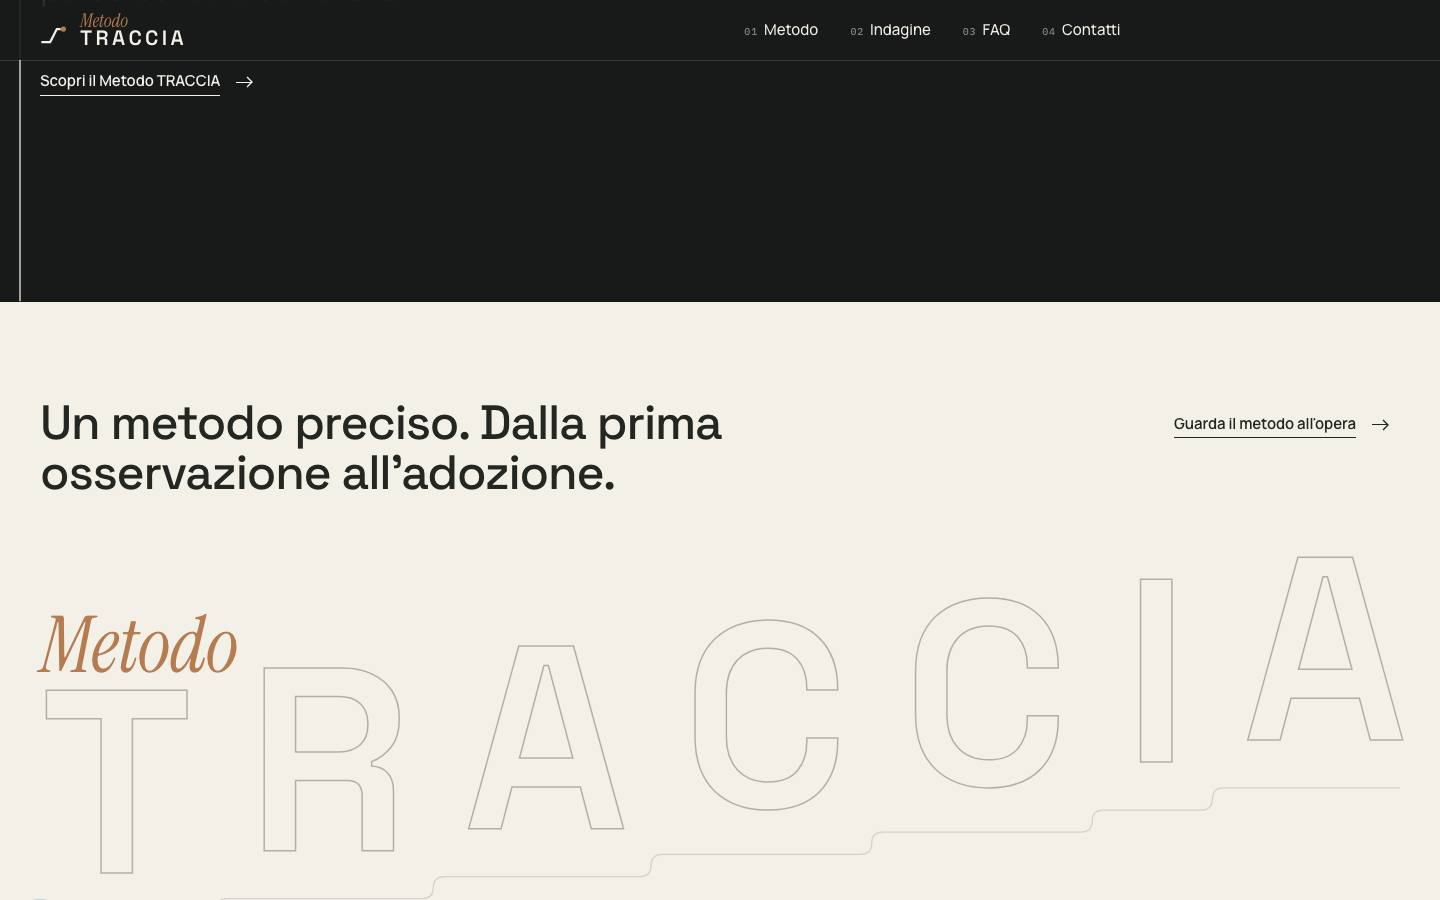 Metodo
TRACCIA
01 Metodo
02 Indagine
03 FAQ
04 Contatti
Scopri il Metodo TRACCIA
Un metodo preciso. Dalla prima
osservazione all’adozione.
Guarda il metodo all'opera
Metodo
TRACCIA